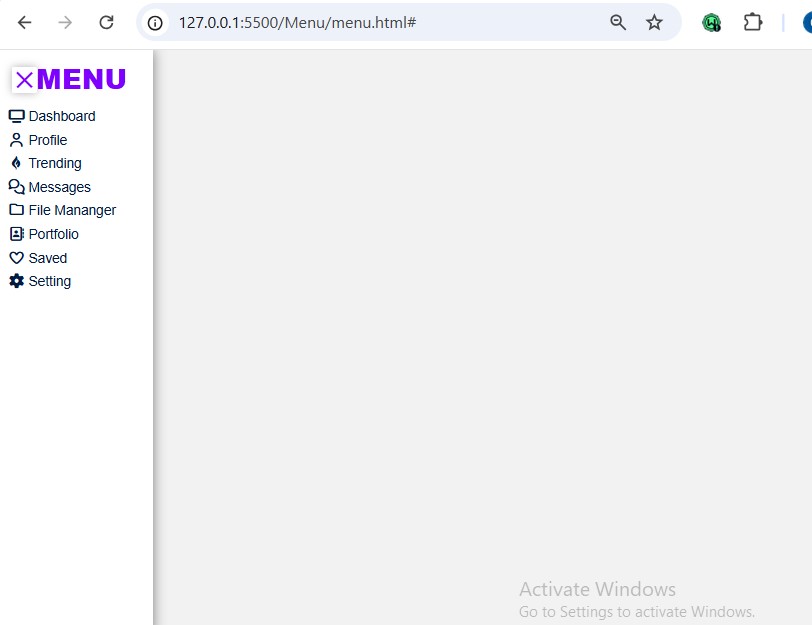 127.0.0.1:5500/Menu/menu.html#
MENU
Dashboard
Profile
Trending
Messages
File Mananger
Portfolio
Saved
Setting
Activate Windows
Go to Settings to activate Windows.